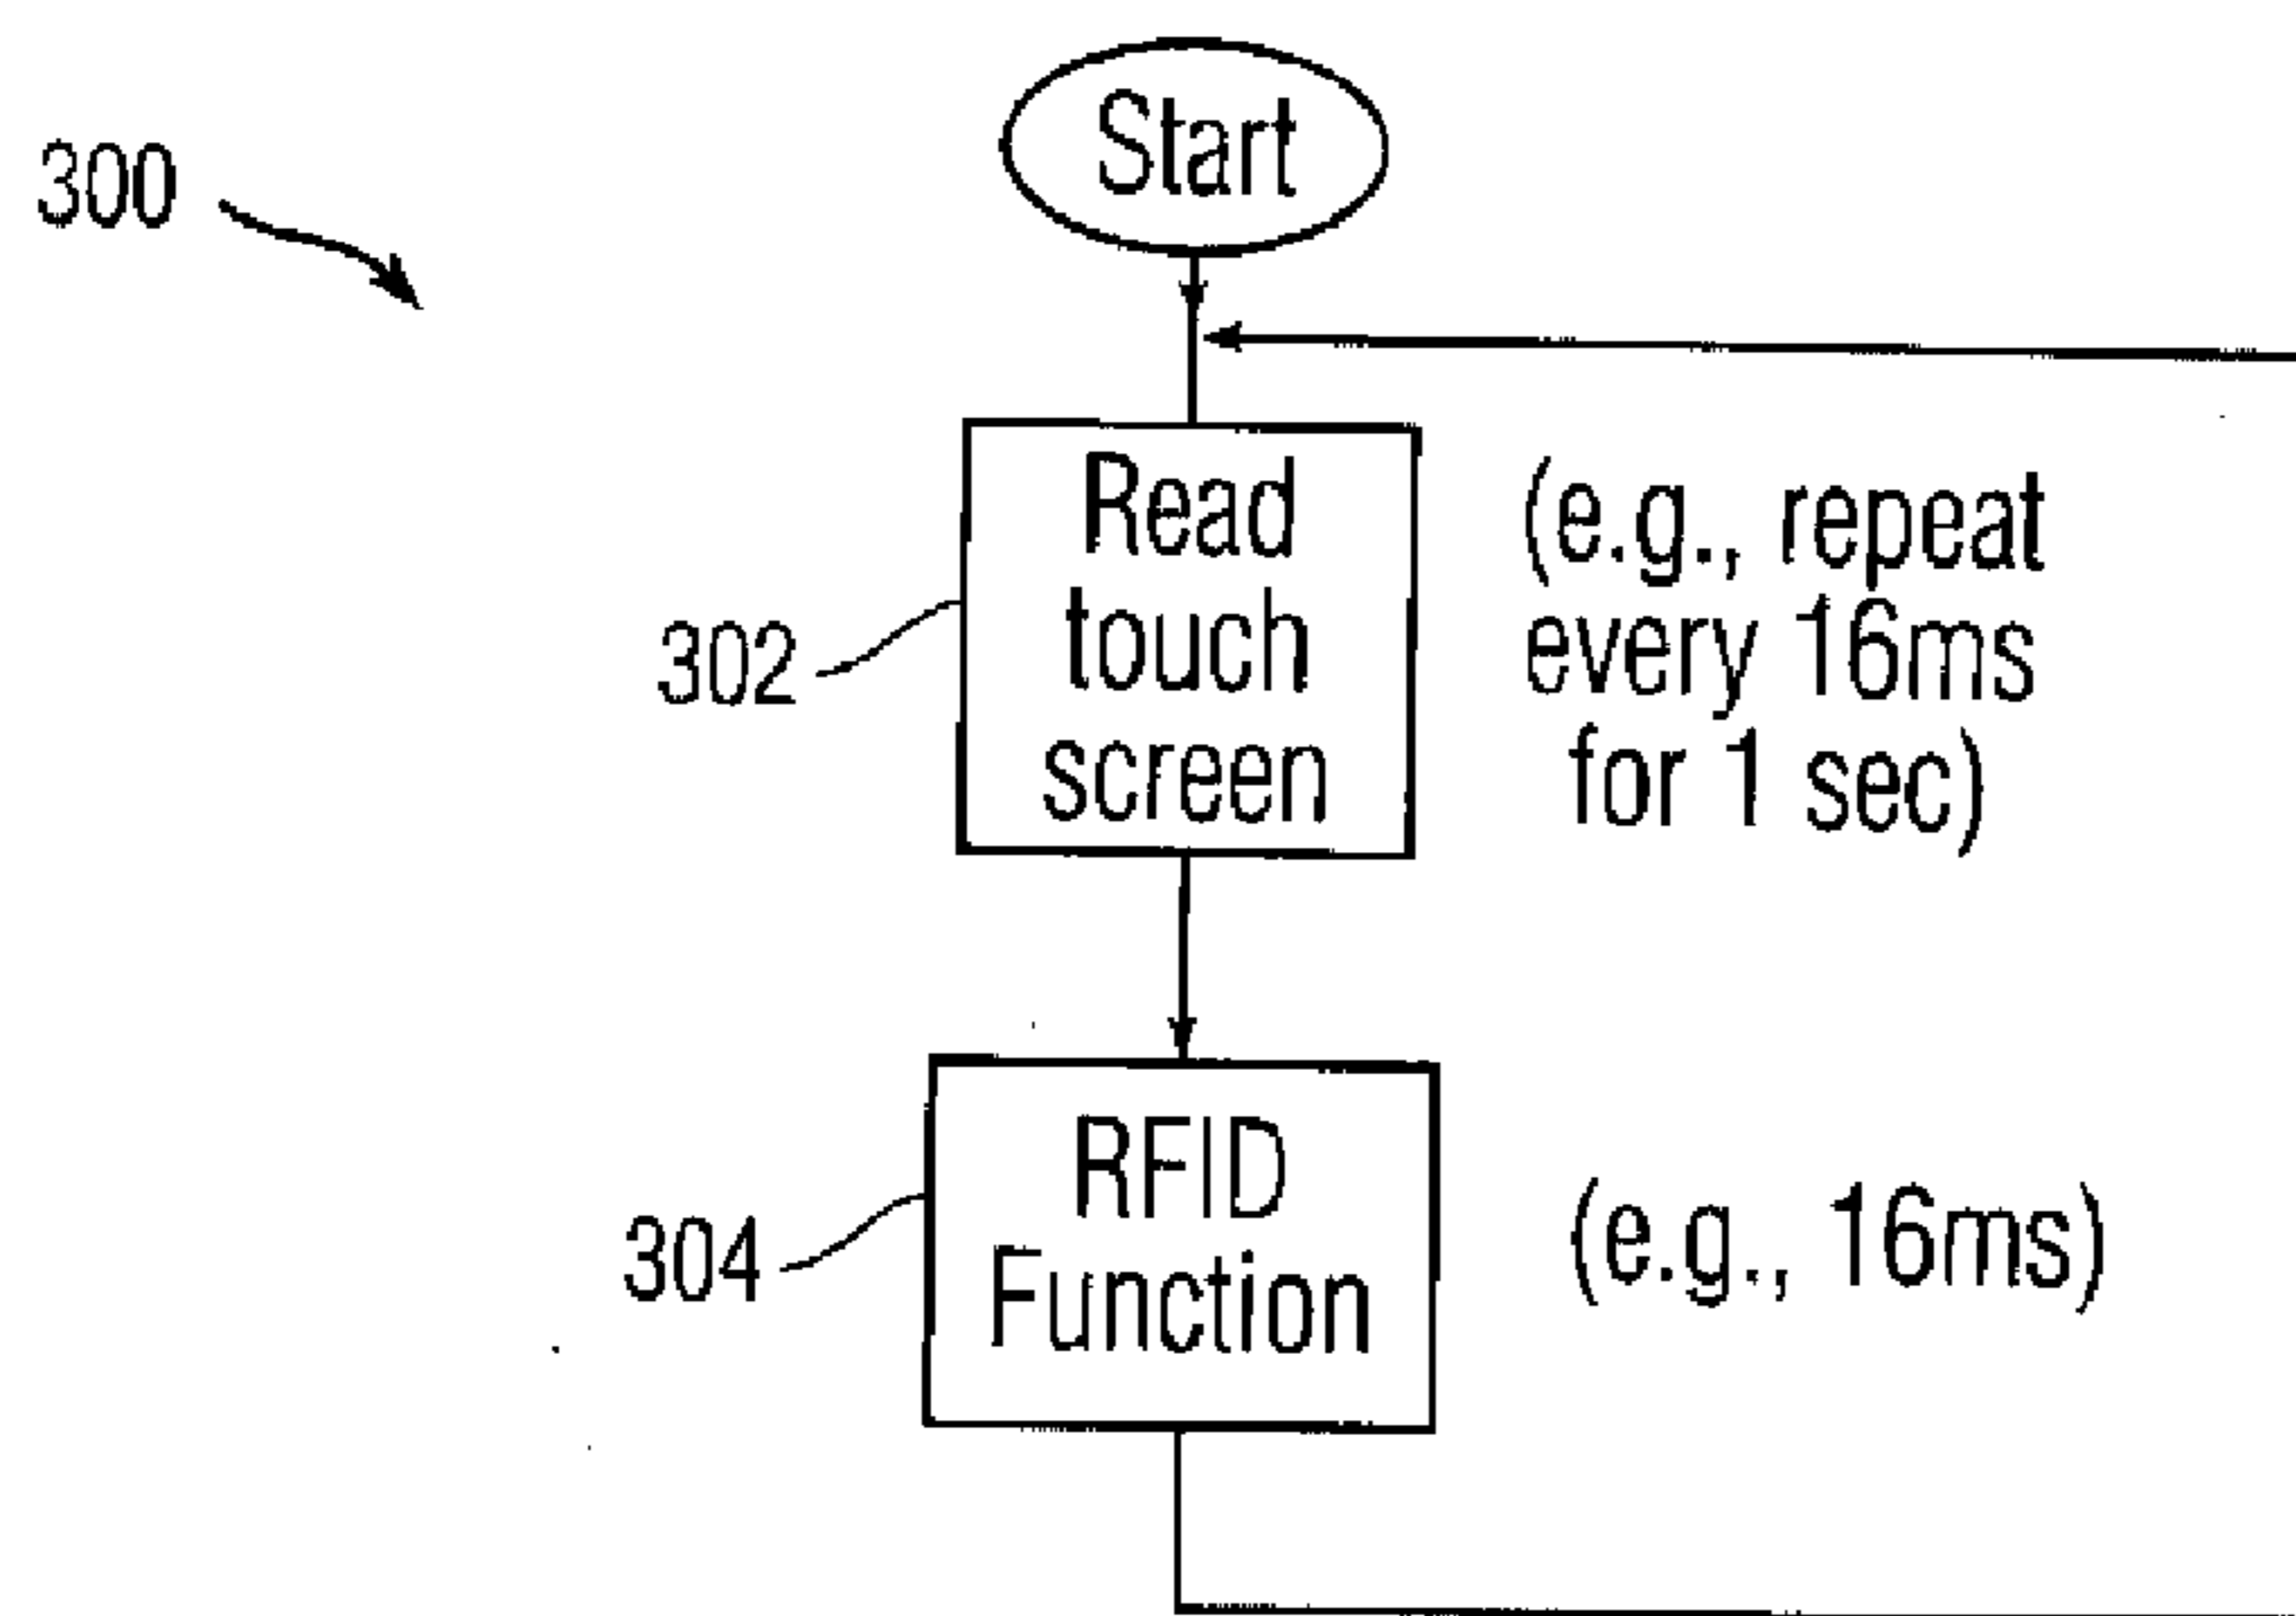 Start
300
Read
touch
screen
(e.g., repeat
every 16ms
for 1 sec)
302
RFID
Function
(e.g., 16ms)
304